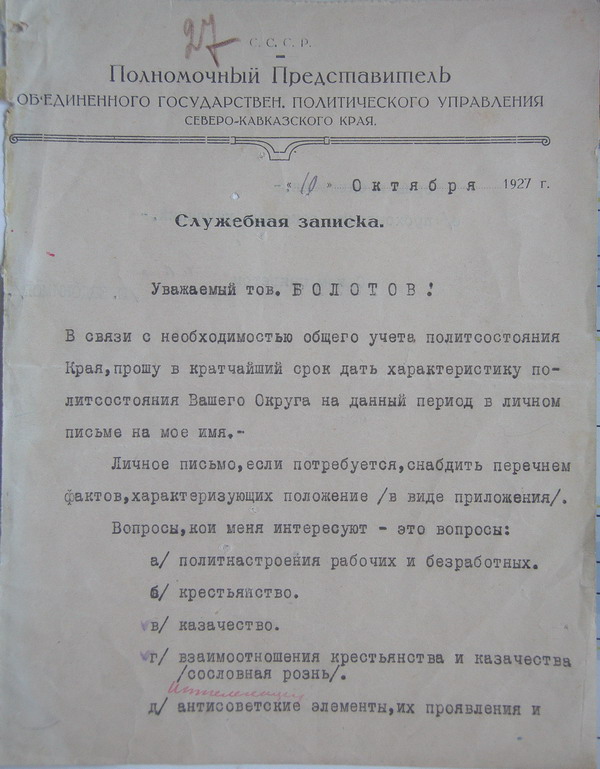 27
С. С. С. Р.
Полномочный Представитель
ОБ'ЕДИНЕННОГО ГОСУДАРСТВЕН. ПОЛИТИЧЕСКОГО УПРАВЛЕНИЯ
СЕВЕРО-КАВКАЗСКОГО КРАЯ.
"10" Октября 1927 г.
Служебная записка.
Уважаемый тов. БОЛОТОВ!
В связи с необходимостью общего учета политсостояния
Края,прошу в кратчайший срок дать характеристику по-
литсостояния Вашего Округа на данный период в личном
письме на мое имя.-
Личное письмо,если потребуется,снабдить перечнем
фактов,характеризующих положение /в виде приложения/.
Вопросы,кои меня интересуют - это вопросы:
а/ политнастроения рабочих и безработных.
б/ крестьянство.
в/ казачество.
г/ взаимоотношения крестьянства и казачества
/сословная рознь/.
д/ антисоветские элементы,их проявления и